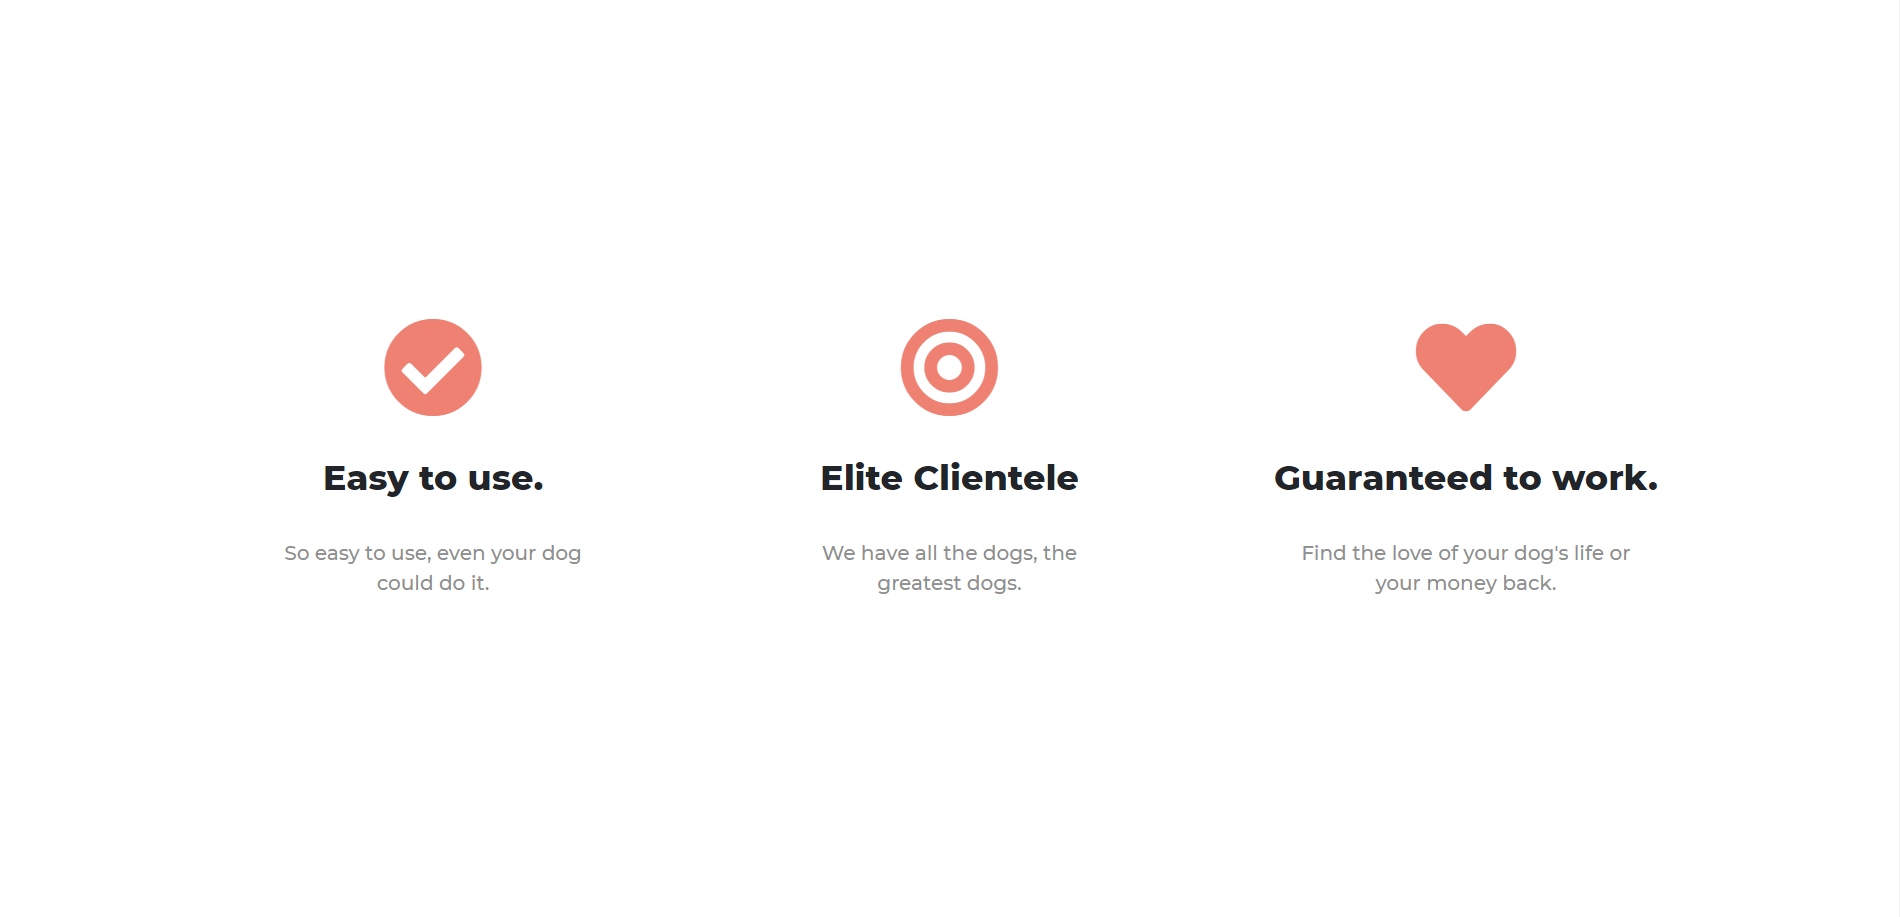 Easy to use.
So easy to use, even your dog
could do it.
Elite Clientele
We have all the dogs, the
greatest dogs.
Guaranteed to work.
Find the love of your dog's life or
your money back.